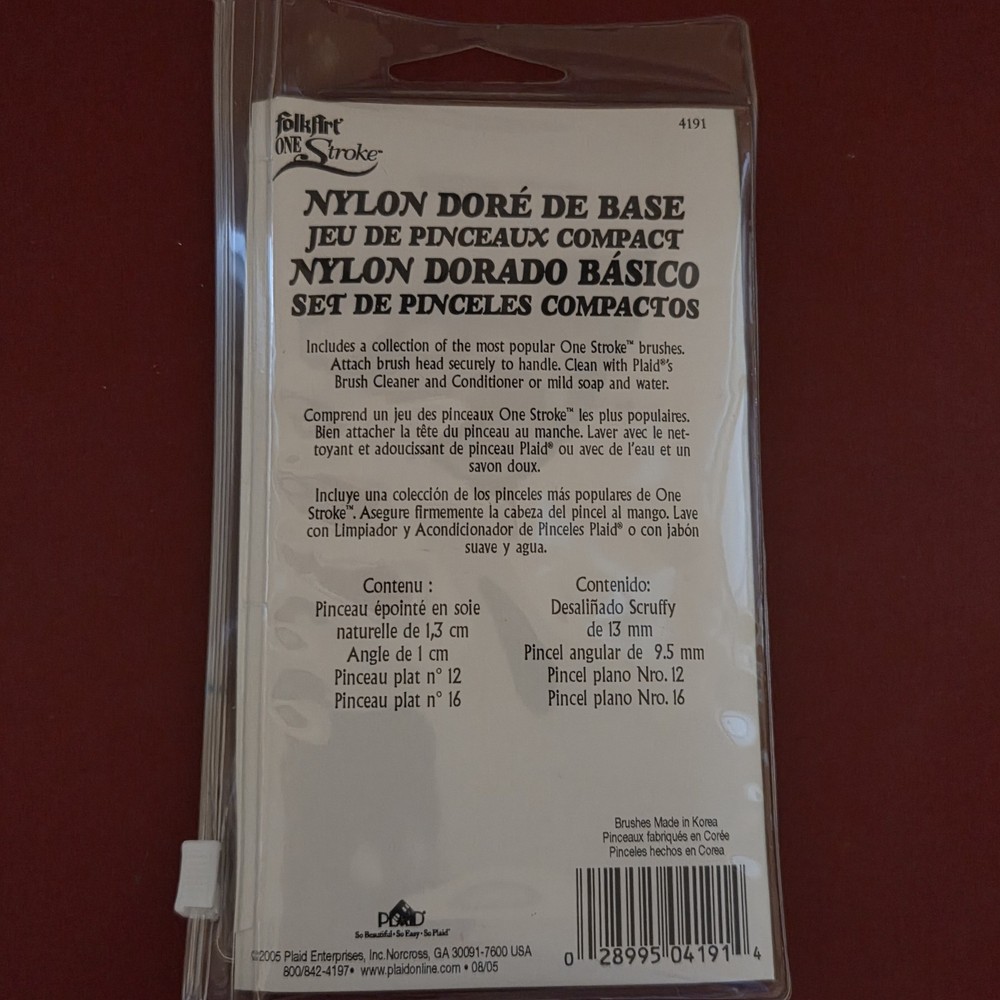 folkArt
ONE Stroke™
4191
NYLON DORÉ DE BASE
JEU DE PINCEAUX COMPACT
NYLON DORADO BÁSICO
SET DE PINCELES COMPACTOS
Includes a collection of the most popular One Stroke™ brushes.
Attach brush head securely to handle. Clean with Plaid®'s
Brush Cleaner and Conditioner or mild soap and water.
Comprend un jeu des pinceaux One Stroke™ les plus populaires.
Bien attacher la tête du pinceau au manche. Laver avec le net-
toyant et adoucissant de pinceau Plaid® ou avec de l'eau et un
savon doux.
Incluye una colección de los pinceles más populares de One
Stroke™. Asegure firmemente la cabeza del pincel al mango. Lave
con Limpiador y Acondicionador de Pinceles Plaid® o con jabón
suave y agua.
Contenu :
Pinceau épointé en soie
naturelle de 1,3 cm
Angle de 1 cm
Pinceau plat n° 12
Pinceau plat n° 16
Contenido:
Desaliñado Scruffy
de 13 mm
Pincel angular de 9.5 mm
Pincel plano Nro. 12
Pincel plano Nro. 16
Brushes Made in Korea
Pinceaux fabriqués en Corée
Pinceles hechos en Corea
PLAID®
So Beautiful • So Easy • So Plaid®
©2005 Plaid Enterprises, Inc. Norcross, GA 30091-7600 USA
800/842-4197• www.plaidonline.com • 08/05
0 28995 04191 4